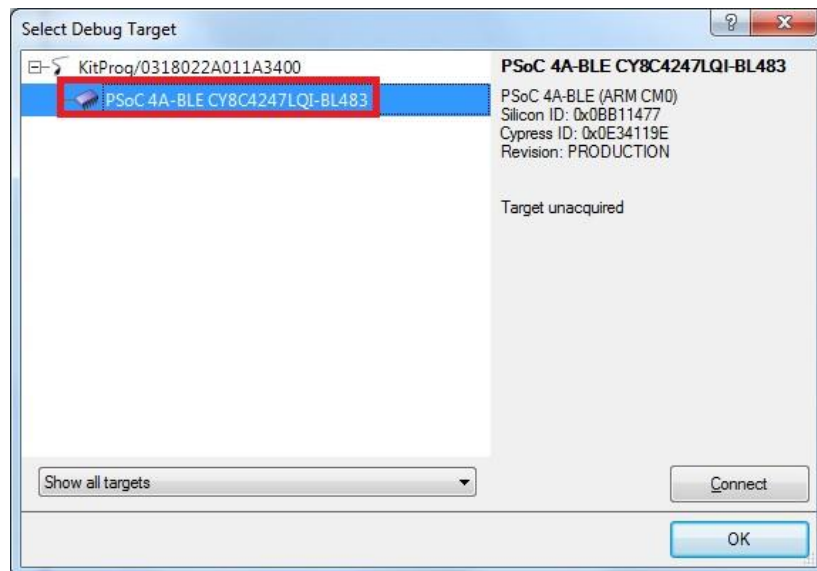 Select Debug Target
KitProg/0318022A011A3400
PSoC 4A-BLE CY8C4247LQI-BL483
PSoC 4A-BLE CY8C4247LQI-BL483
PSoC 4A-BLE (ARM CM0)
Silicon ID: 0x0BB11477
Cypress ID: 0x0E34119E
Revision: PRODUCTION
Target unacquired
Show all targets
Connect
OK